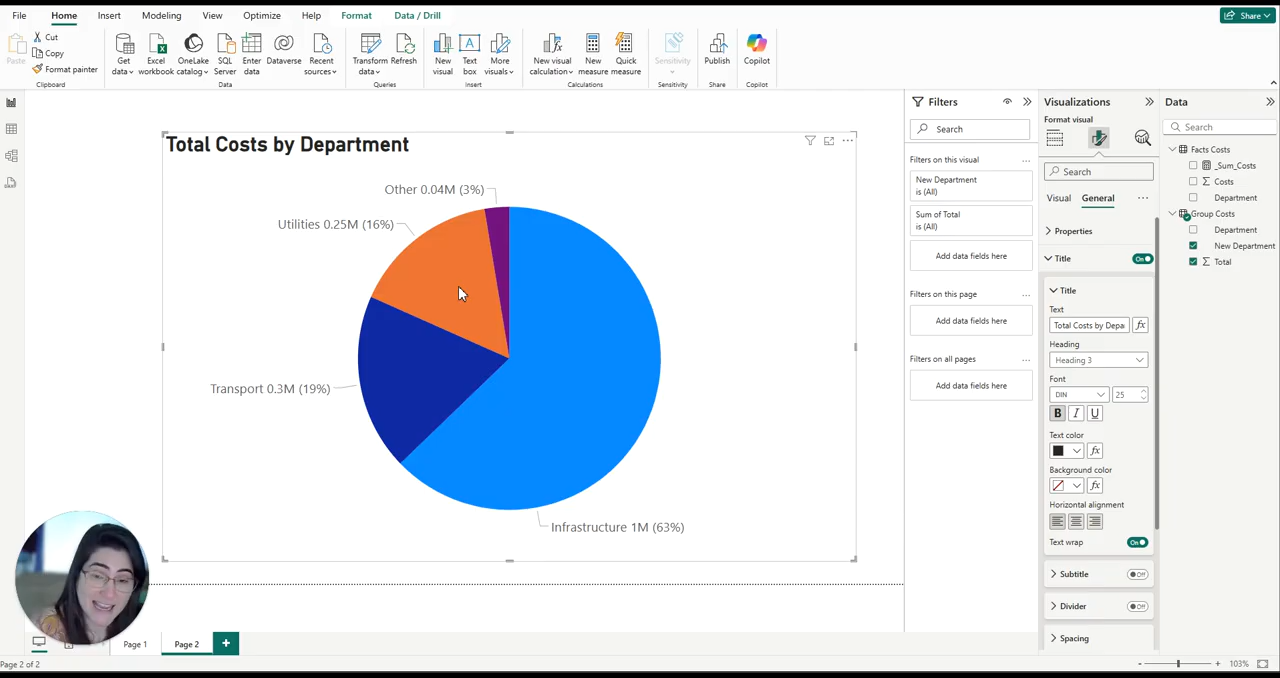 File Home Insert Modeling View Optimize Help Format Data / Drill Share
Paste Cut Copy Format painter Clipboard
Get data Excel workbook OneLake catalog SQL Server Enter data Dataverse Recent sources Data
Transform data Refresh Queries
New visual Text box More visuals Insert
New visual calculation New measure Quick measure Calculations
Sensitivity Sensitivity
Publish Share
Copilot Copilot
Total Costs by Department
Other 0.04M (3%)
Utilities 0.25M (16%)
Transport 0.3M (19%)
Infrastructure 1M (63%)
Filters
Search
Filters on this visual
New Department
is (All)
Sum of Total
is (All)
Add data fields here
Filters on this page
Add data fields here
Filters on all pages
Add data fields here
Visualizations
Format visual
Search
Visual General
Properties
Title On
Title
Text
Total Costs by Depa
Heading
Heading 3
Font
DIN 25
B I U
Text color
Background color
Horizontal alignment
Text wrap On
Subtitle Off
Divider Off
Spacing
Data
Search
Facts Costs
_Sum_Costs
Costs
Department
Group Costs
Department
New Department
Total
Page 1 Page 2 +
Page 2 of 2
- + 103%